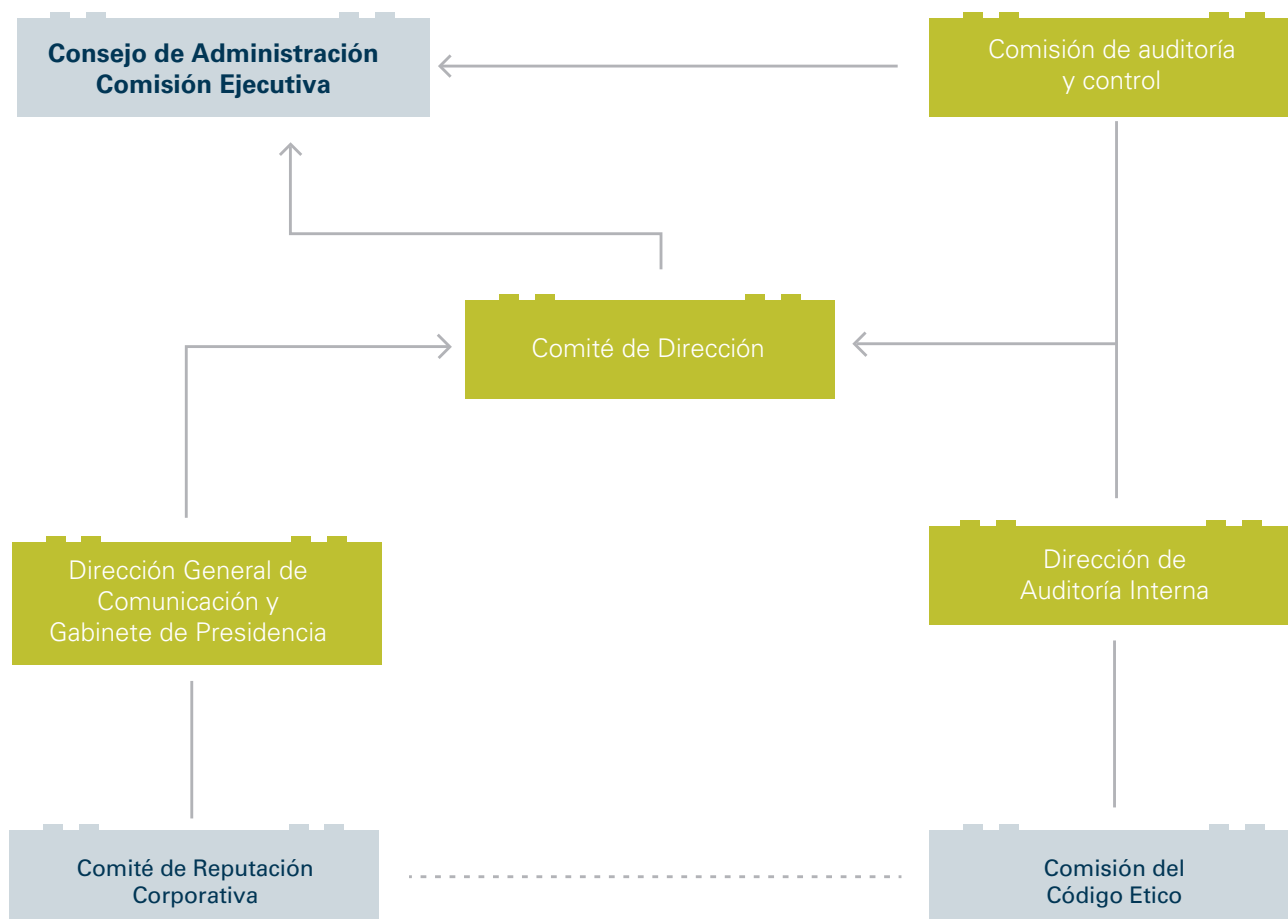 Consejo de Administración
Comisión Ejecutiva
Comisión de auditoría
y control
Comité de Dirección
Dirección General de
Comunicación y
Gabinete de Presidencia
Dirección de
Auditoría Interna
Comité de Reputación
Corporativa
Comisión del
Código Etico